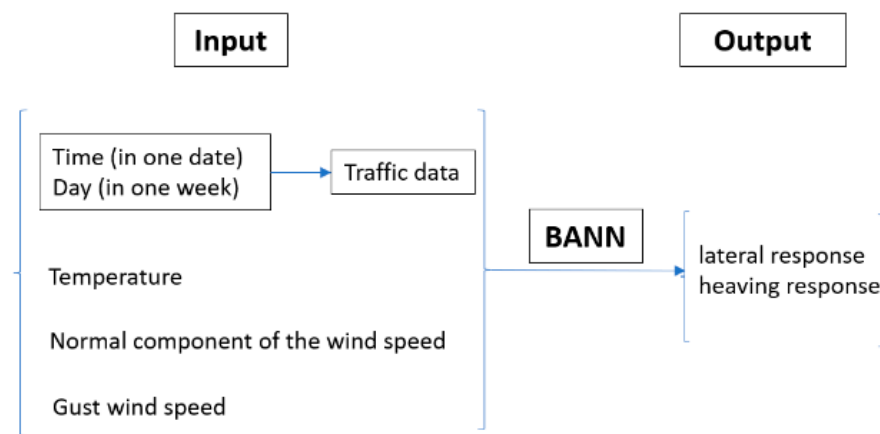 Input
Output
Time (in one date)
Day (in one week)
Traffic data
BANN
lateral response
heaving response
Temperature
Normal component of the wind speed
Gust wind speed